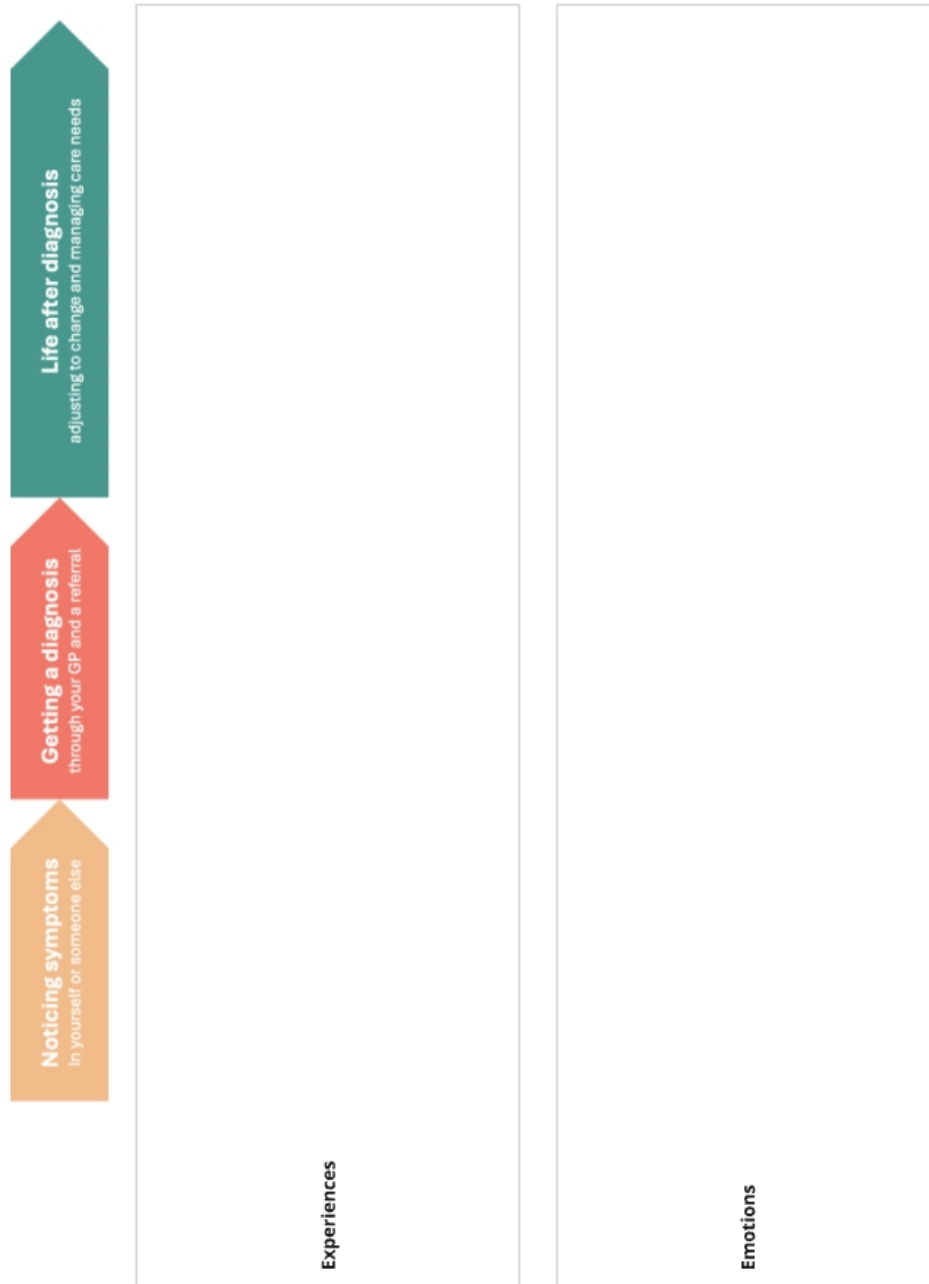 Noticing symptoms
In yourself or someone else
Getting a diagnosis
through your GP and a referral
Life after diagnosis
adjusting to change and managing care needs
Experiences
Emotions